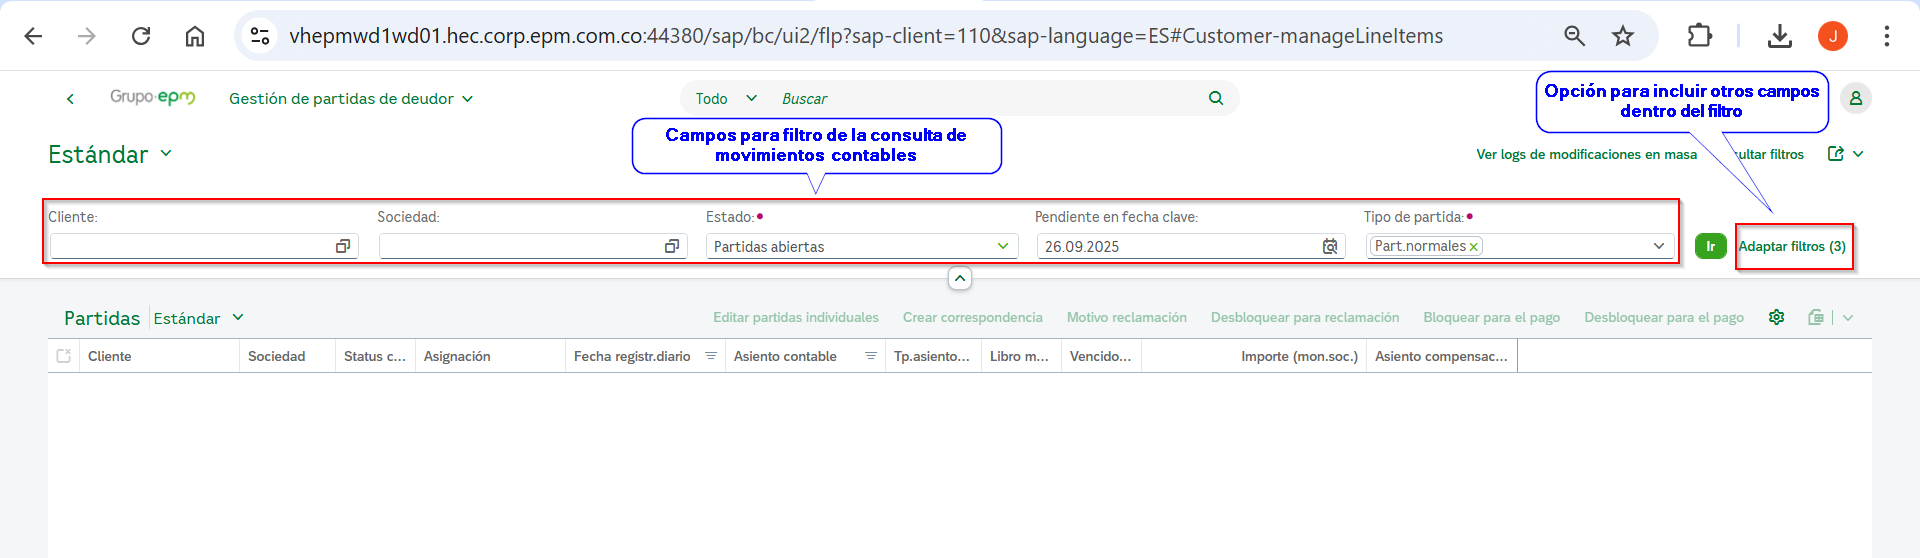 vhepmwd1wd01.hec.corp.epm.com.co:44380/sap/bc/ui2/flp?sap-client=110&sap-language=ES#Customer-manageLineItems
J
Grupo·epm
Gestión de partidas de deudor
Todo
Buscar
Opción para incluir otros campos
dentro del filtro
Campos para filtro de la consulta de
movimientos contables
Estándar
Ver logs de modificaciones en masa
ultar filtros
Cliente:
Sociedad:
Estado:
Pendiente en fecha clave:
Tipo de partida:
Partidas abiertas
26.09.2025
Part.normales
Ir
Adaptar filtros (3)
Partidas
Estándar
Editar partidas individuales
Crear correspondencia
Motivo reclamación
Desbloquear para reclamación
Bloquear para el pago
Desbloquear para el pago
Cliente
Sociedad
Status c...
Asignación
Fecha registr.diario
Asiento contable
Tp.asiento...
Libro m...
Vencido...
Importe (mon.soc.)
Asiento compensac...